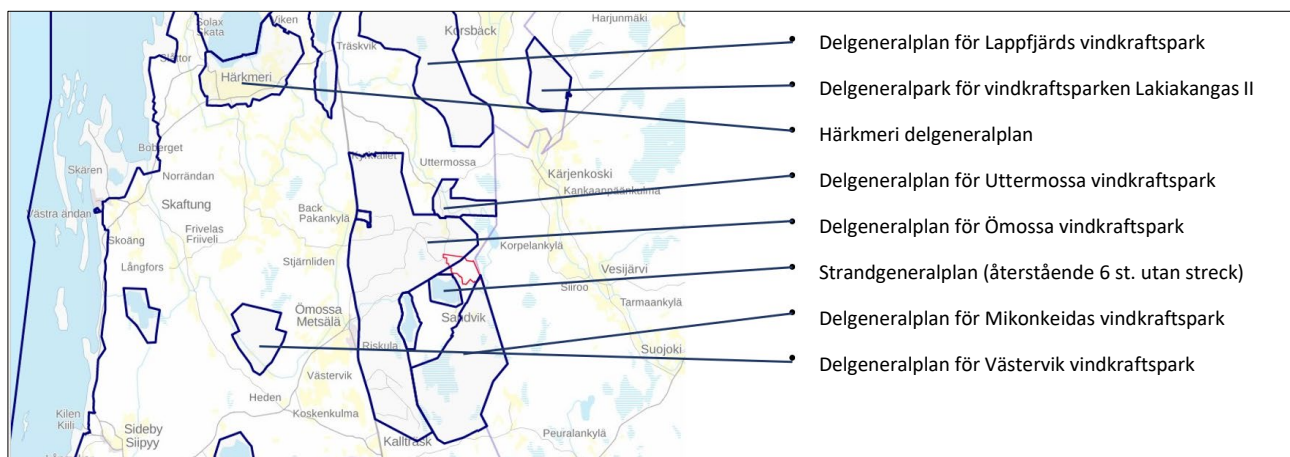 Solax
Skata
Viken
Korsbäck
Harjunmäki
Träskvik
Slåttor
Härkmeri
Delgeneralplan för Lappfjärds vindkraftspark
Delgeneralpark för vindkraftsparken Lakiakangas II
Härkmeri delgeneralplan
Delgeneralplan för Uttermossa vindkraftspark
Delgeneralplan för Ömossa vindkraftspark
Strandgeneralplan (återstående 6 st. utan streck)
Delgeneralplan för Mikonkeidas vindkraftspark
Delgeneralplan för Västervik vindkraftspark
Boberget
Uttermossa
Skären
Norrändan
Kärjenkoski
Kankaanpäänkulma
Skaftung
Västra ändan
Back
Pakankylä
Frivelas
Friiveli
Skoäng
Korpelankylä
Stjärnliden
Långfors
Vesijärvi
Siiroo
Tarmaankylä
Ömossa
Metsälä
Sandvik
Riskula
Suojoki
Västervik
Heden
Koskenkulma
Kilen
Kiili
Sideby
Siipyy
Kallträsk
Peuralankylä